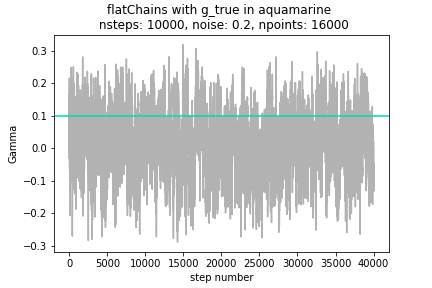 flatChains with g_true in aquamarine
nsteps: 10000, noise: 0.2, npoints: 16000
0.3
0.2
0.1
0.0
−0.1
−0.2
−0.3
Gamma
0 5000 10000 15000 20000 25000 30000 35000 40000
step number